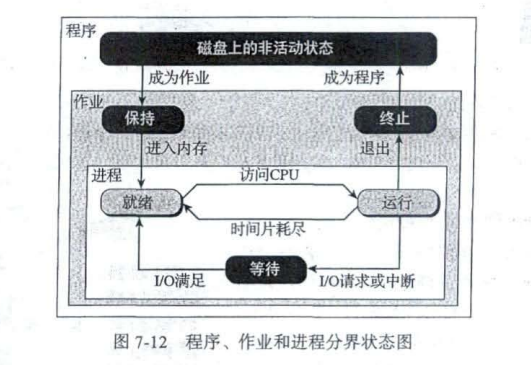 程序
磁盘上的非活动状态
成为作业 成为程序
作业
保持 终止
进入内存 退出
进程 访问CPU
就绪 运行
时间片耗尽
等待
I/O满足 I/O请求或中断
图 7-12 程序、作业和进程分界状态图